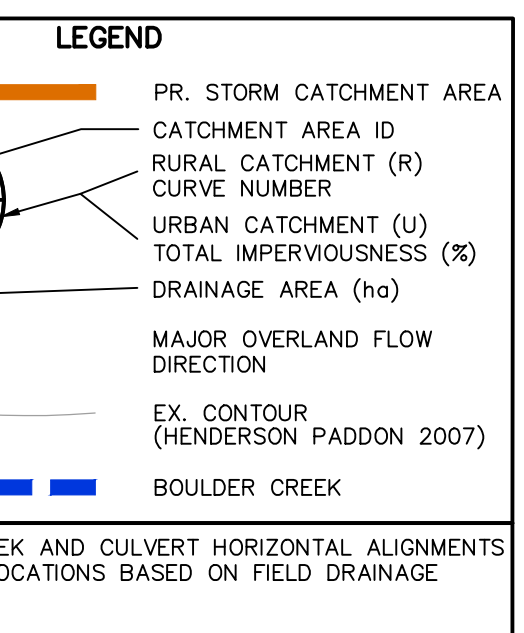 LEGEND
PR. STORM CATCHMENT AREA
CATCHMENT AREA ID
RURAL CATCHMENT (R)
CURVE NUMBER
URBAN CATCHMENT (U)
TOTAL IMPERVIOUSNESS (%)
DRAINAGE AREA (ha)
MAJOR OVERLAND FLOW
DIRECTION
EX. CONTOUR
(HENDERSON PADDON 2007)
BOULDER CREEK
AND CULVERT HORIZONTAL ALIGNMENTS
BASED ON FIELD DRAINAGE